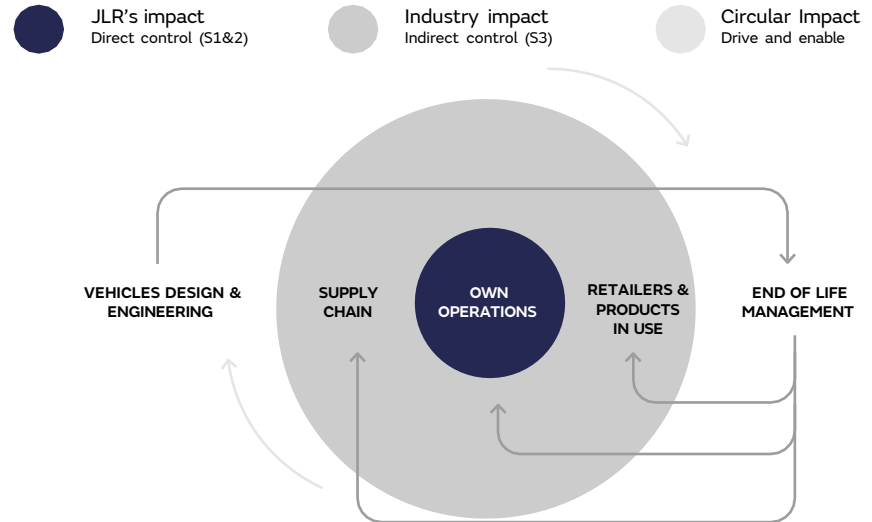 JLR's impact
Direct control (S1&2)
Industry impact
Indirect control (S3)
Circular Impact
Drive and enable
VEHICLES DESIGN &
ENGINEERING
SUPPLY
CHAIN
OWN
OPERATIONS
RETAILERS &
PRODUCTS
IN USE
END OF LIFE
MANAGEMENT